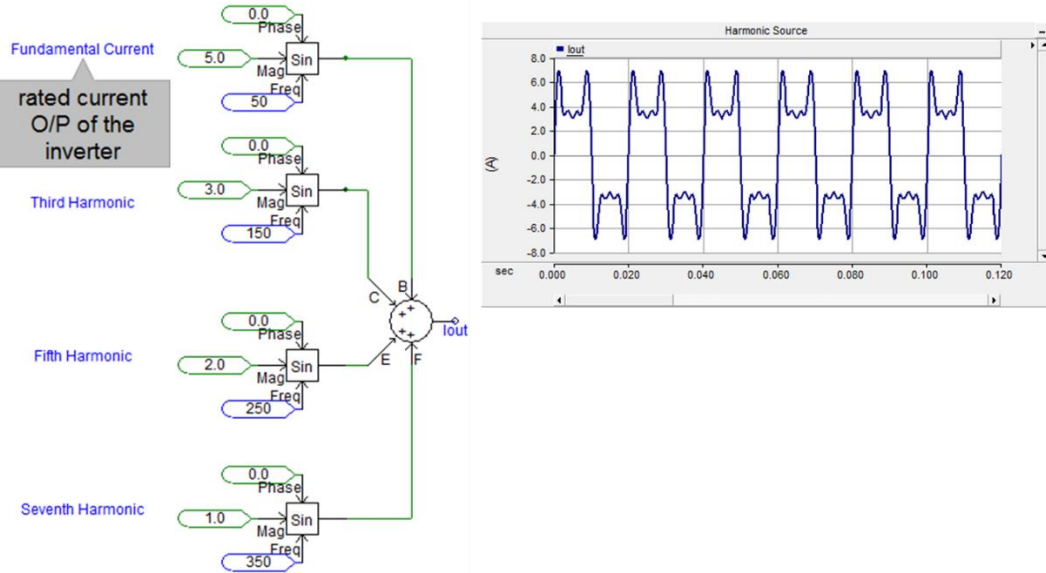 0.0
Phase
Fundamental Current
5.0
Sin
Mag
Freq
50
rated current
O/P of the
inverter
0.0
Phase
Third Harmonic
3.0
Sin
Mag
Freq
150
C
B
+ +
+ +
Iout
E
F
0.0
Phase
Fifth Harmonic
2.0
Sin
Mag
Freq
250
0.0
Phase
Seventh Harmonic
1.0
Sin
Mag
Freq
350
Harmonic Source
Iout
8.0
6.0
4.0
2.0
0.0
-2.0
-4.0
-6.0
-8.0
(A)
sec 0.000 0.020 0.040 0.060 0.080 0.100 0.120